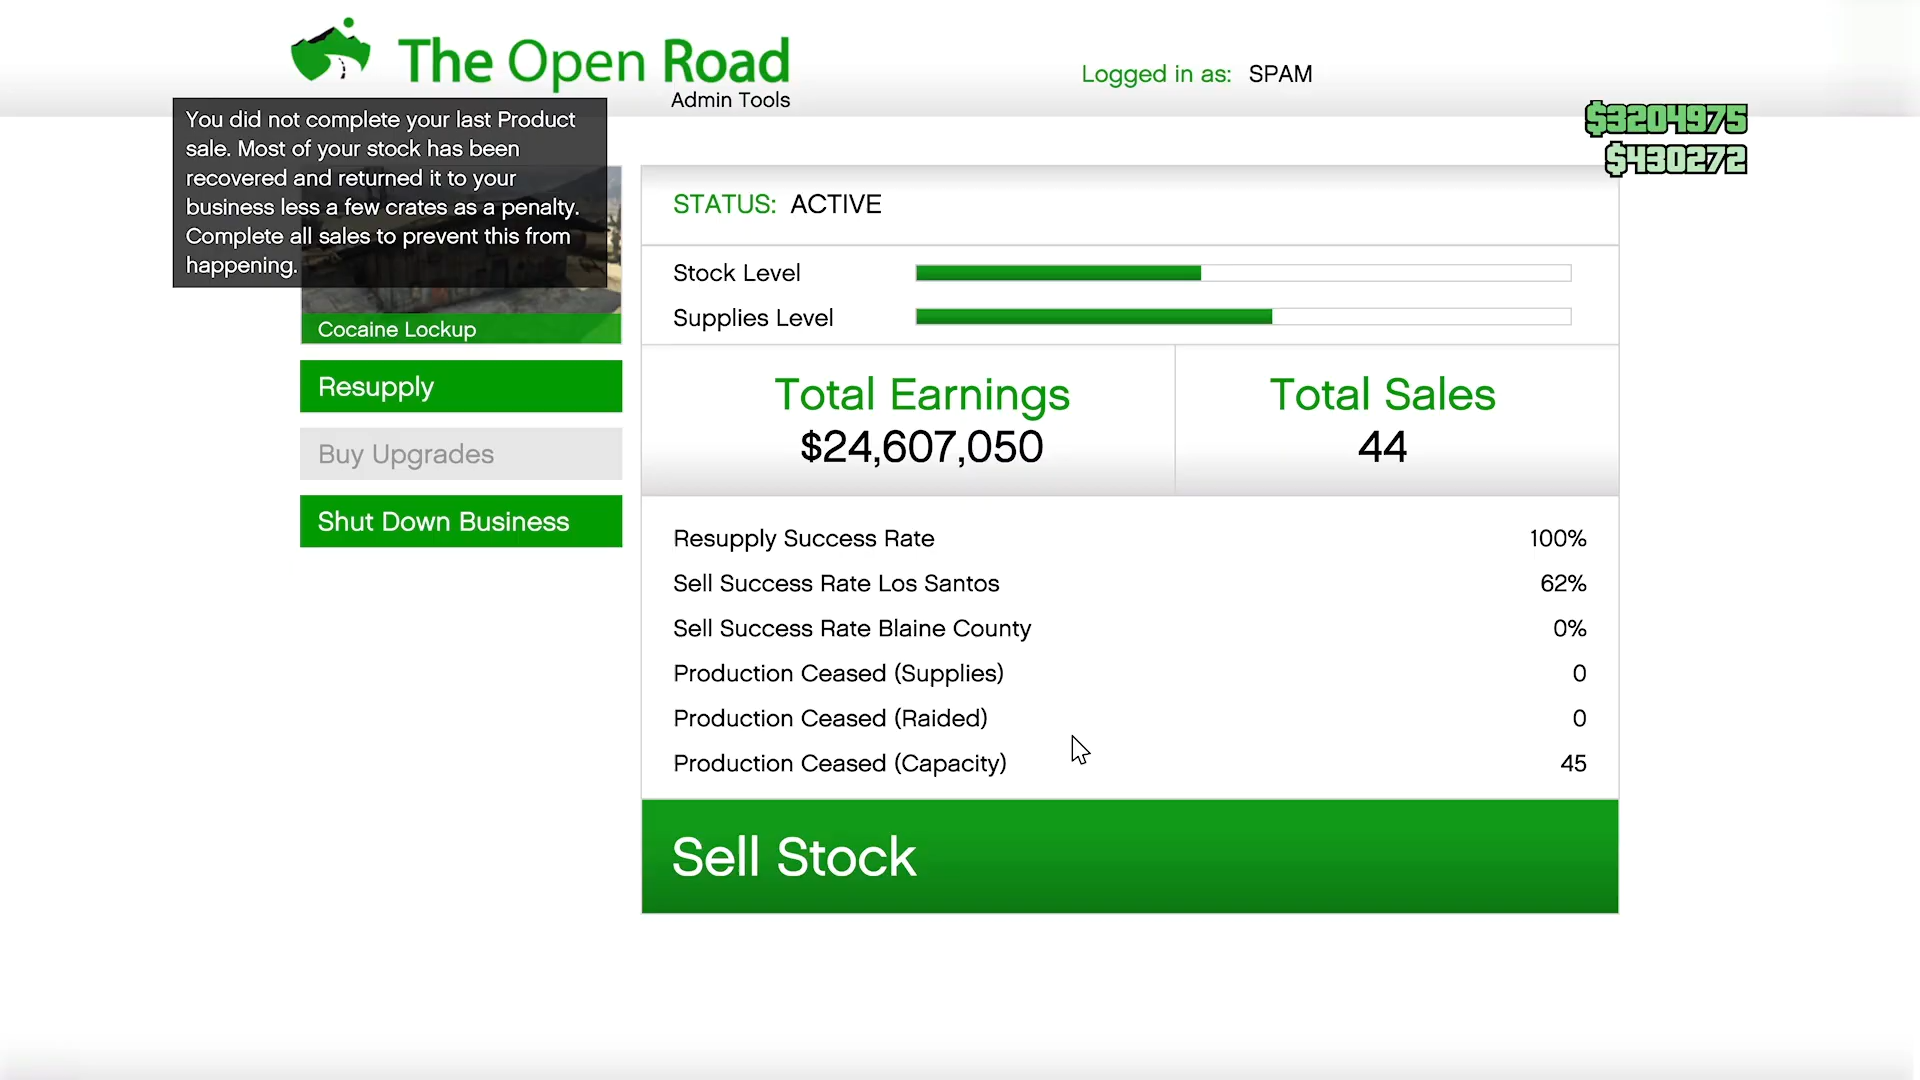 The Open Road
Admin Tools
Logged in as: SPAM
$3204975
$430272
You did not complete your last Product
sale. Most of your stock has been
recovered and returned it to your
business less a few crates as a penalty.
Complete all sales to prevent this from
happening.
Cocaine Lockup
Resupply
Buy Upgrades
Shut Down Business
STATUS: ACTIVE
Stock Level
Supplies Level
Total Earnings
$24,607,050
Total Sales
44
Resupply Success Rate 100%
Sell Success Rate Los Santos 62%
Sell Success Rate Blaine County 0%
Production Ceased (Supplies) 0
Production Ceased (Raided) 0
Production Ceased (Capacity) 45
Sell Stock